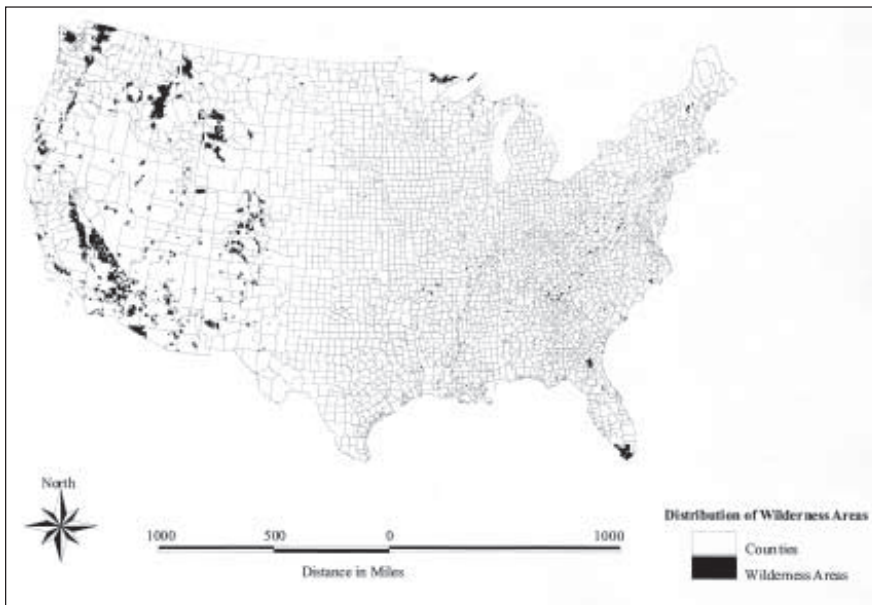 North
1000 500 0 1000
Distance in Miles
Distribution of Wilderness Areas
Counties
Wilderness Areas